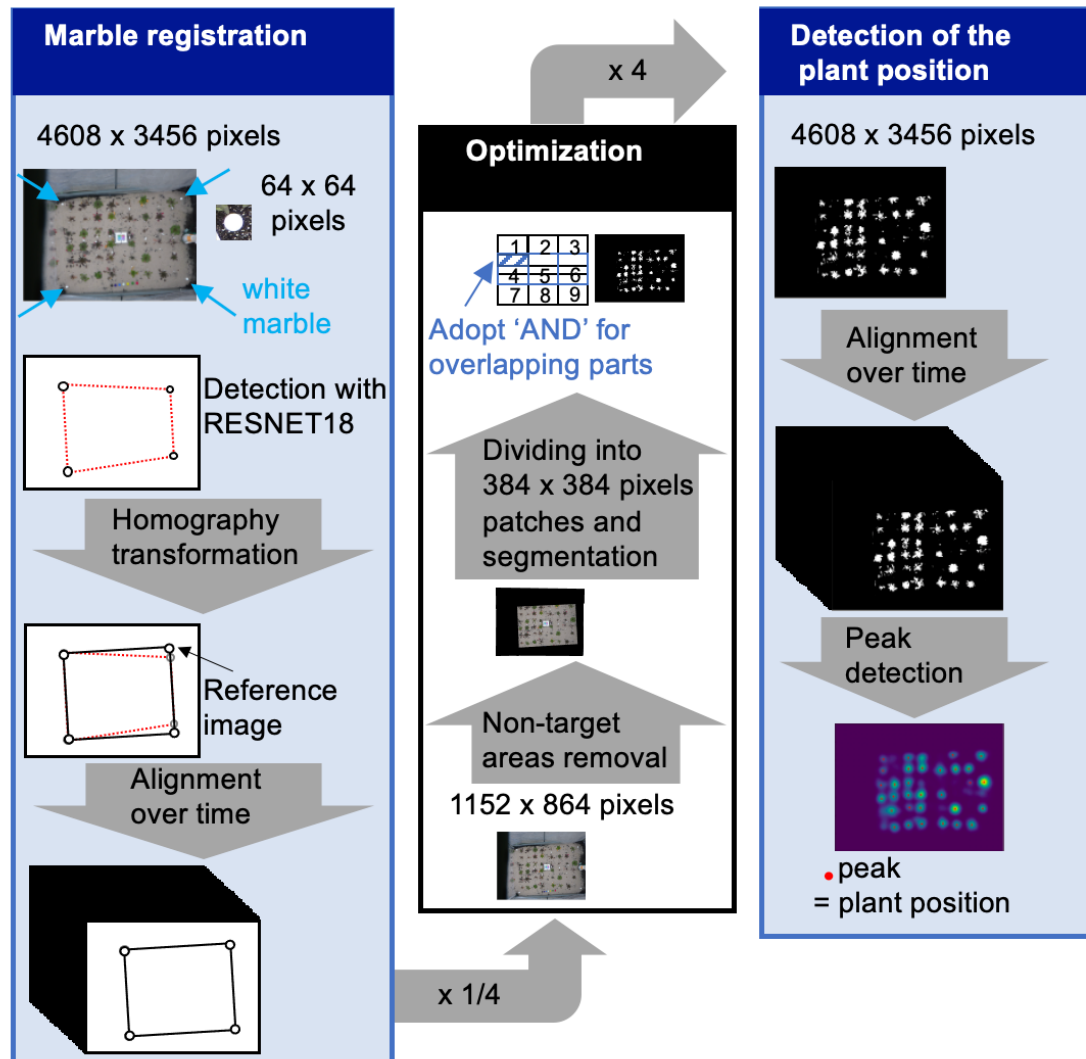 Marble registration
4608 x 3456 pixels
64 x 64
pixels
white
marble
Detection with
RESNET18
Homography
transformation
Reference
image
Alignment
over time
x 1/4
x 4
Optimization
1 2 3
4 5 6
7 8 9
Adopt ‘AND’ for
overlapping parts
Dividing into
384 x 384 pixels
patches and
segmentation
Non-target
areas removal
1152 x 864 pixels
Detection of the
plant position
4608 x 3456 pixels
Alignment
over time
Peak
detection
peak
= plant position